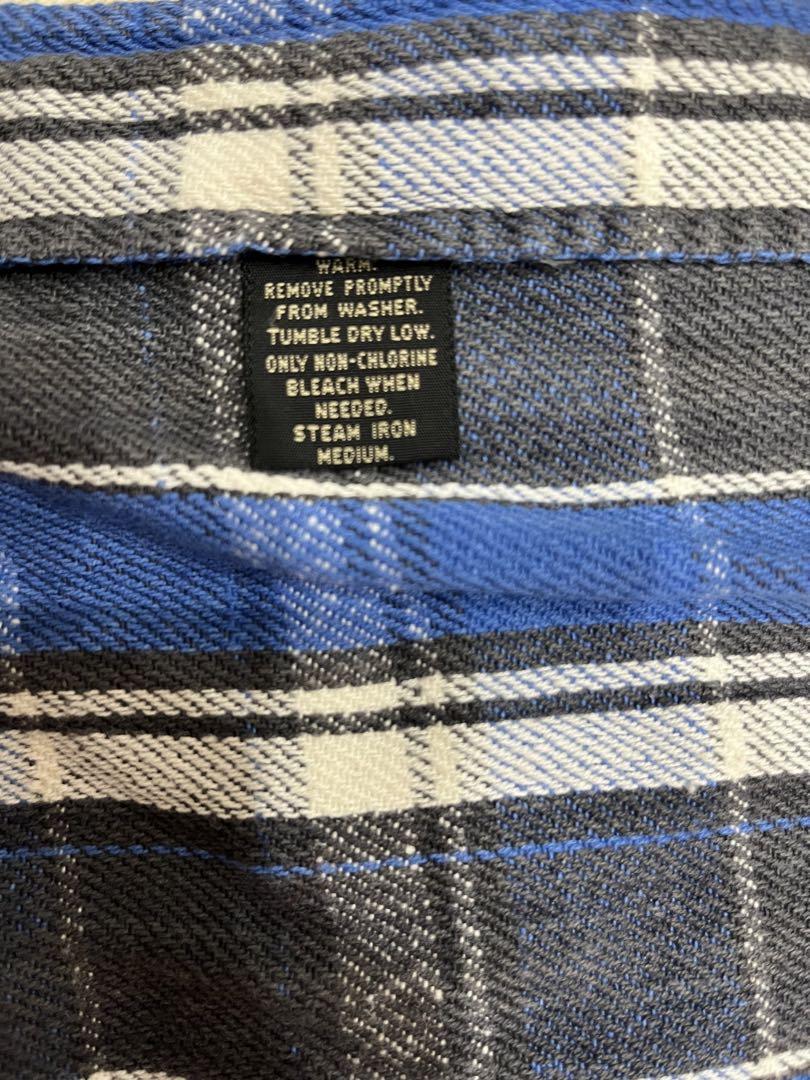 WARM.
REMOVE PROMPTLY
FROM WASHER.
TUMBLE DRY LOW.
ONLY NON-CHLORINE
BLEACH WHEN
NEEDED.
STEAM IRON
MEDIUM.